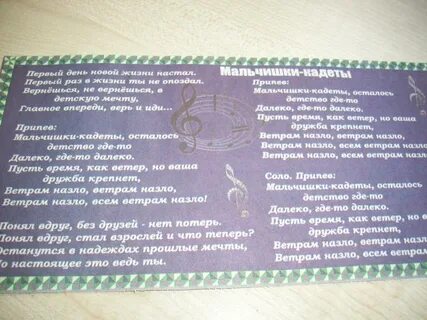 Мальчишки-кадеты
Первый день новой жизни настал.
Первый раз в жизни ты не опоздал.
Вернёшься, не вернёшься, в
детскую мечту,
Главное впереди, верь и иди...
Припев:
Мальчишки-кадеты, осталось
детство где-то
Далеко, где-то далеко.
Пусть время, как ветер, но ваша
дружба крепнет,
Ветрам назло, ветрам назло,
Ветрам назло, всем ветрам назло!
Понял вдруг, без друзей - нет потерь.
Понял вдруг, стал взрослей и что теперь?
Останутся в надеждах прошлые мечты,
Но настоящее это ведь ты.
Припев:
Мальчишки-кадеты, осталось
детство где-то
Далеко, где-то далеко.
Пусть время, как ветер, но ваша
дружба крепнет,
Ветрам назло, ветрам назло,
Ветрам назло, всем ветрам назло!
Соло. Припев:
Мальчишки-кадеты, осталось
детство где-то
Далеко, где-то далеко.
Пусть время, как ветер, но ваша
дружба крепнет,
Ветрам назло, ветрам назло,
Ветрам назло, всем ветрам назло!